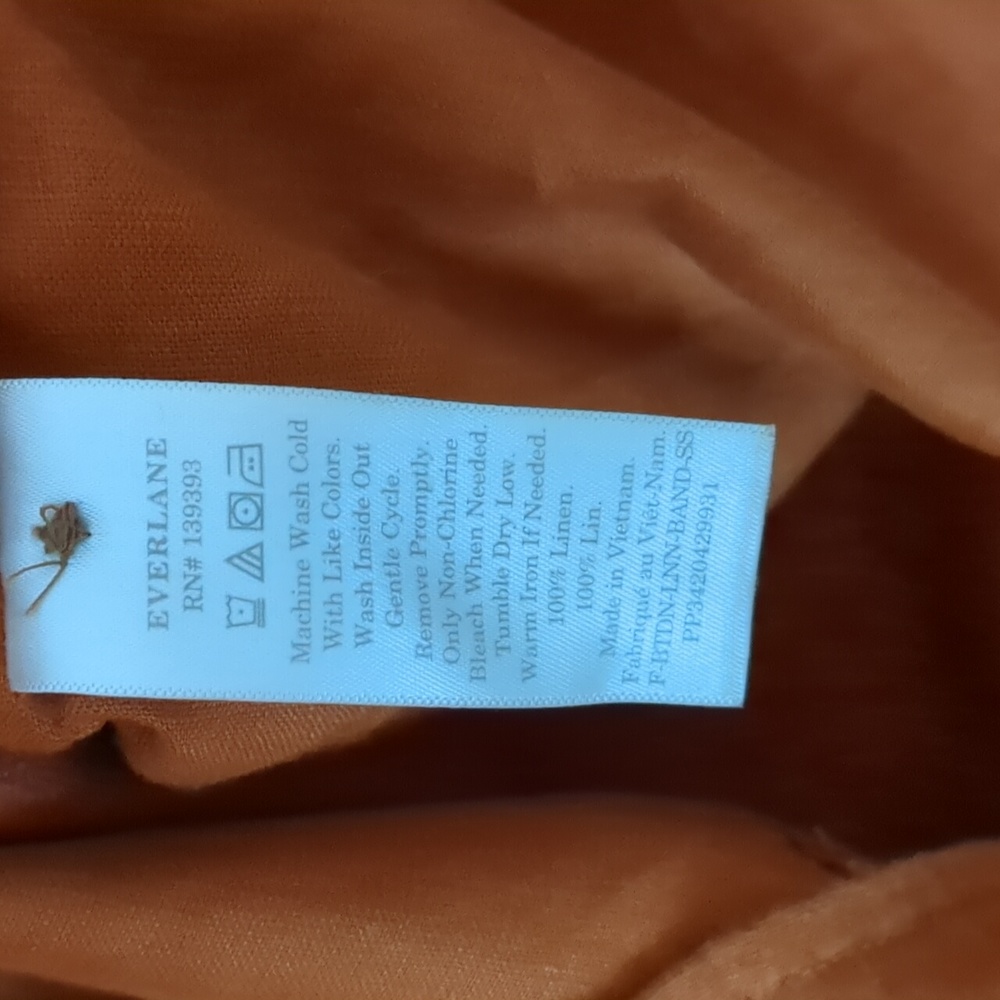 EVERLANE
RN# 139393
Machine Wash Cold
With Like Colors.
Wash Inside Out
Gentle Cycle.
Remove Promptly.
Only Non-Chlorine
Bleach When Needed.
Tumble Dry Low.
Warm Iron If Needed.
100% Linen.
100% Lin.
Made in Vietnam.
Fabriqué au Viêt-Nam.
F-BTDN-LNN-BAND-SS
PP3420429931